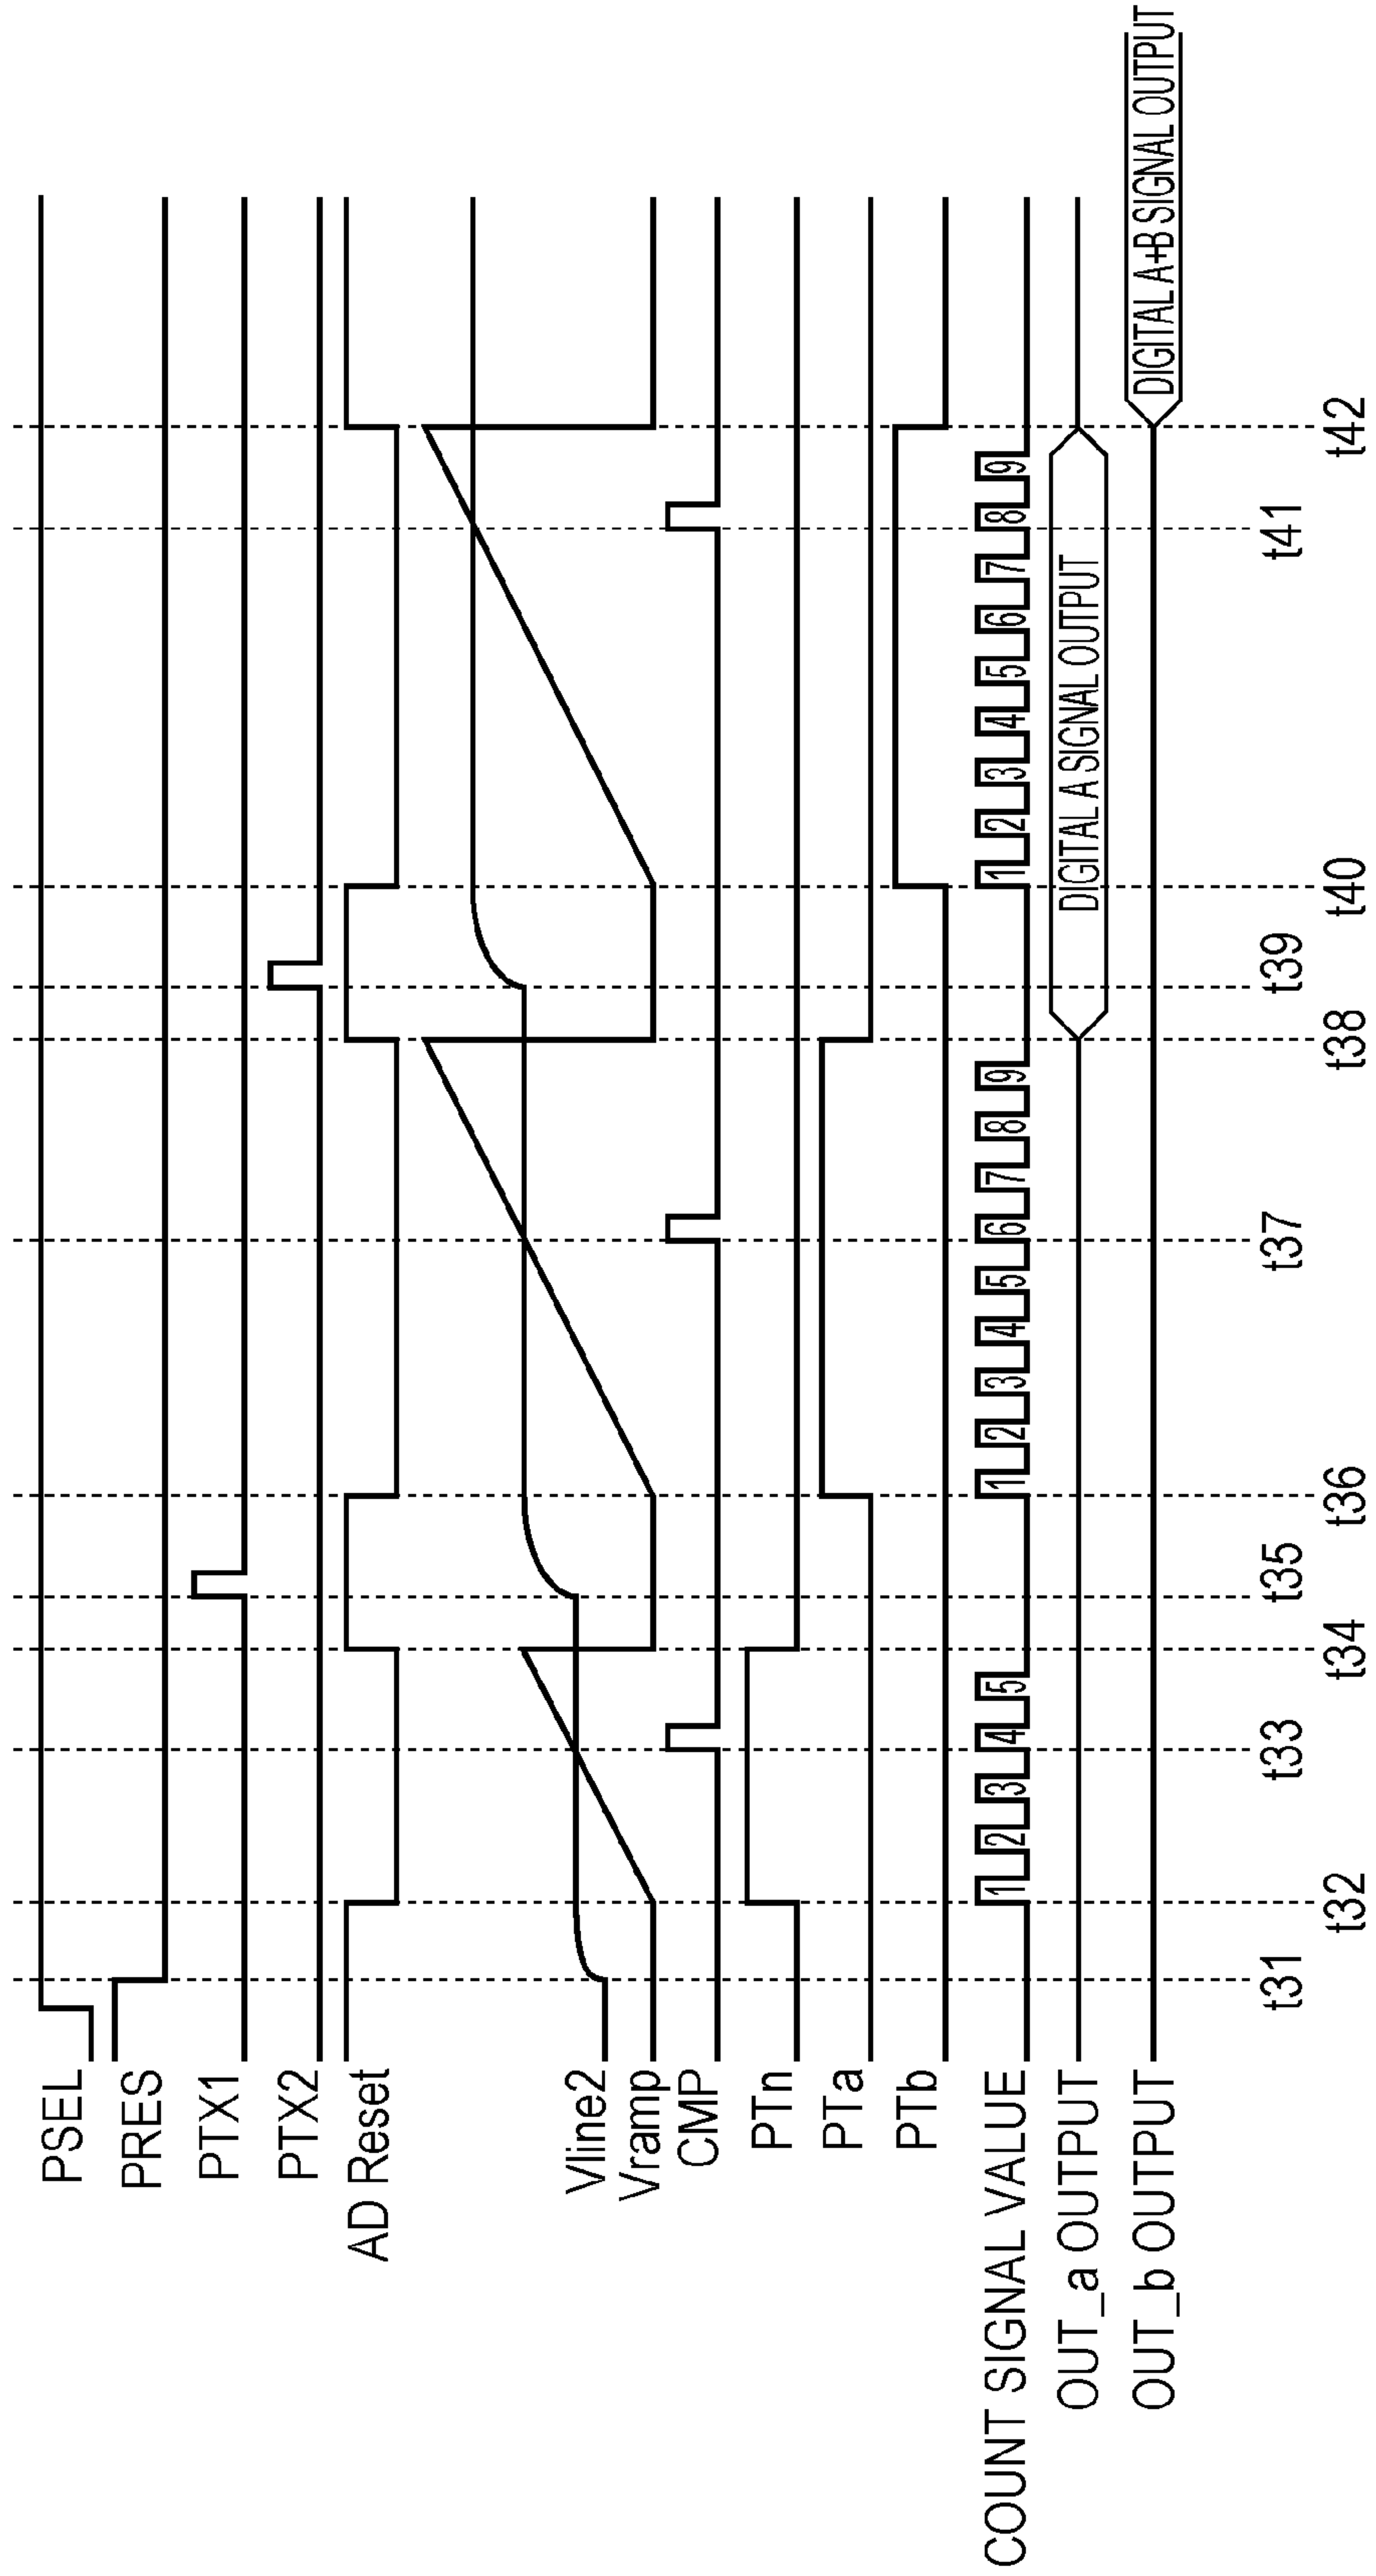 PSEL
PRES
PTX1
PTX2
AD Reset
Vline2
Vramp
CMP
PTn
PTa
PTb
COUNT SIGNAL VALUE
1 2 3 4 5 1 2 3 4 5 6 7 8 9 1 2 3 4 5 6 7 8 9
OUT_a OUTPUT
DIGITAL A SIGNAL OUTPUT
OUT_b OUTPUT
DIGITAL A+B SIGNAL OUTPUT
t31 t33 t35 t37 t39 t41
t32 t34 t36 t38 t40 t42